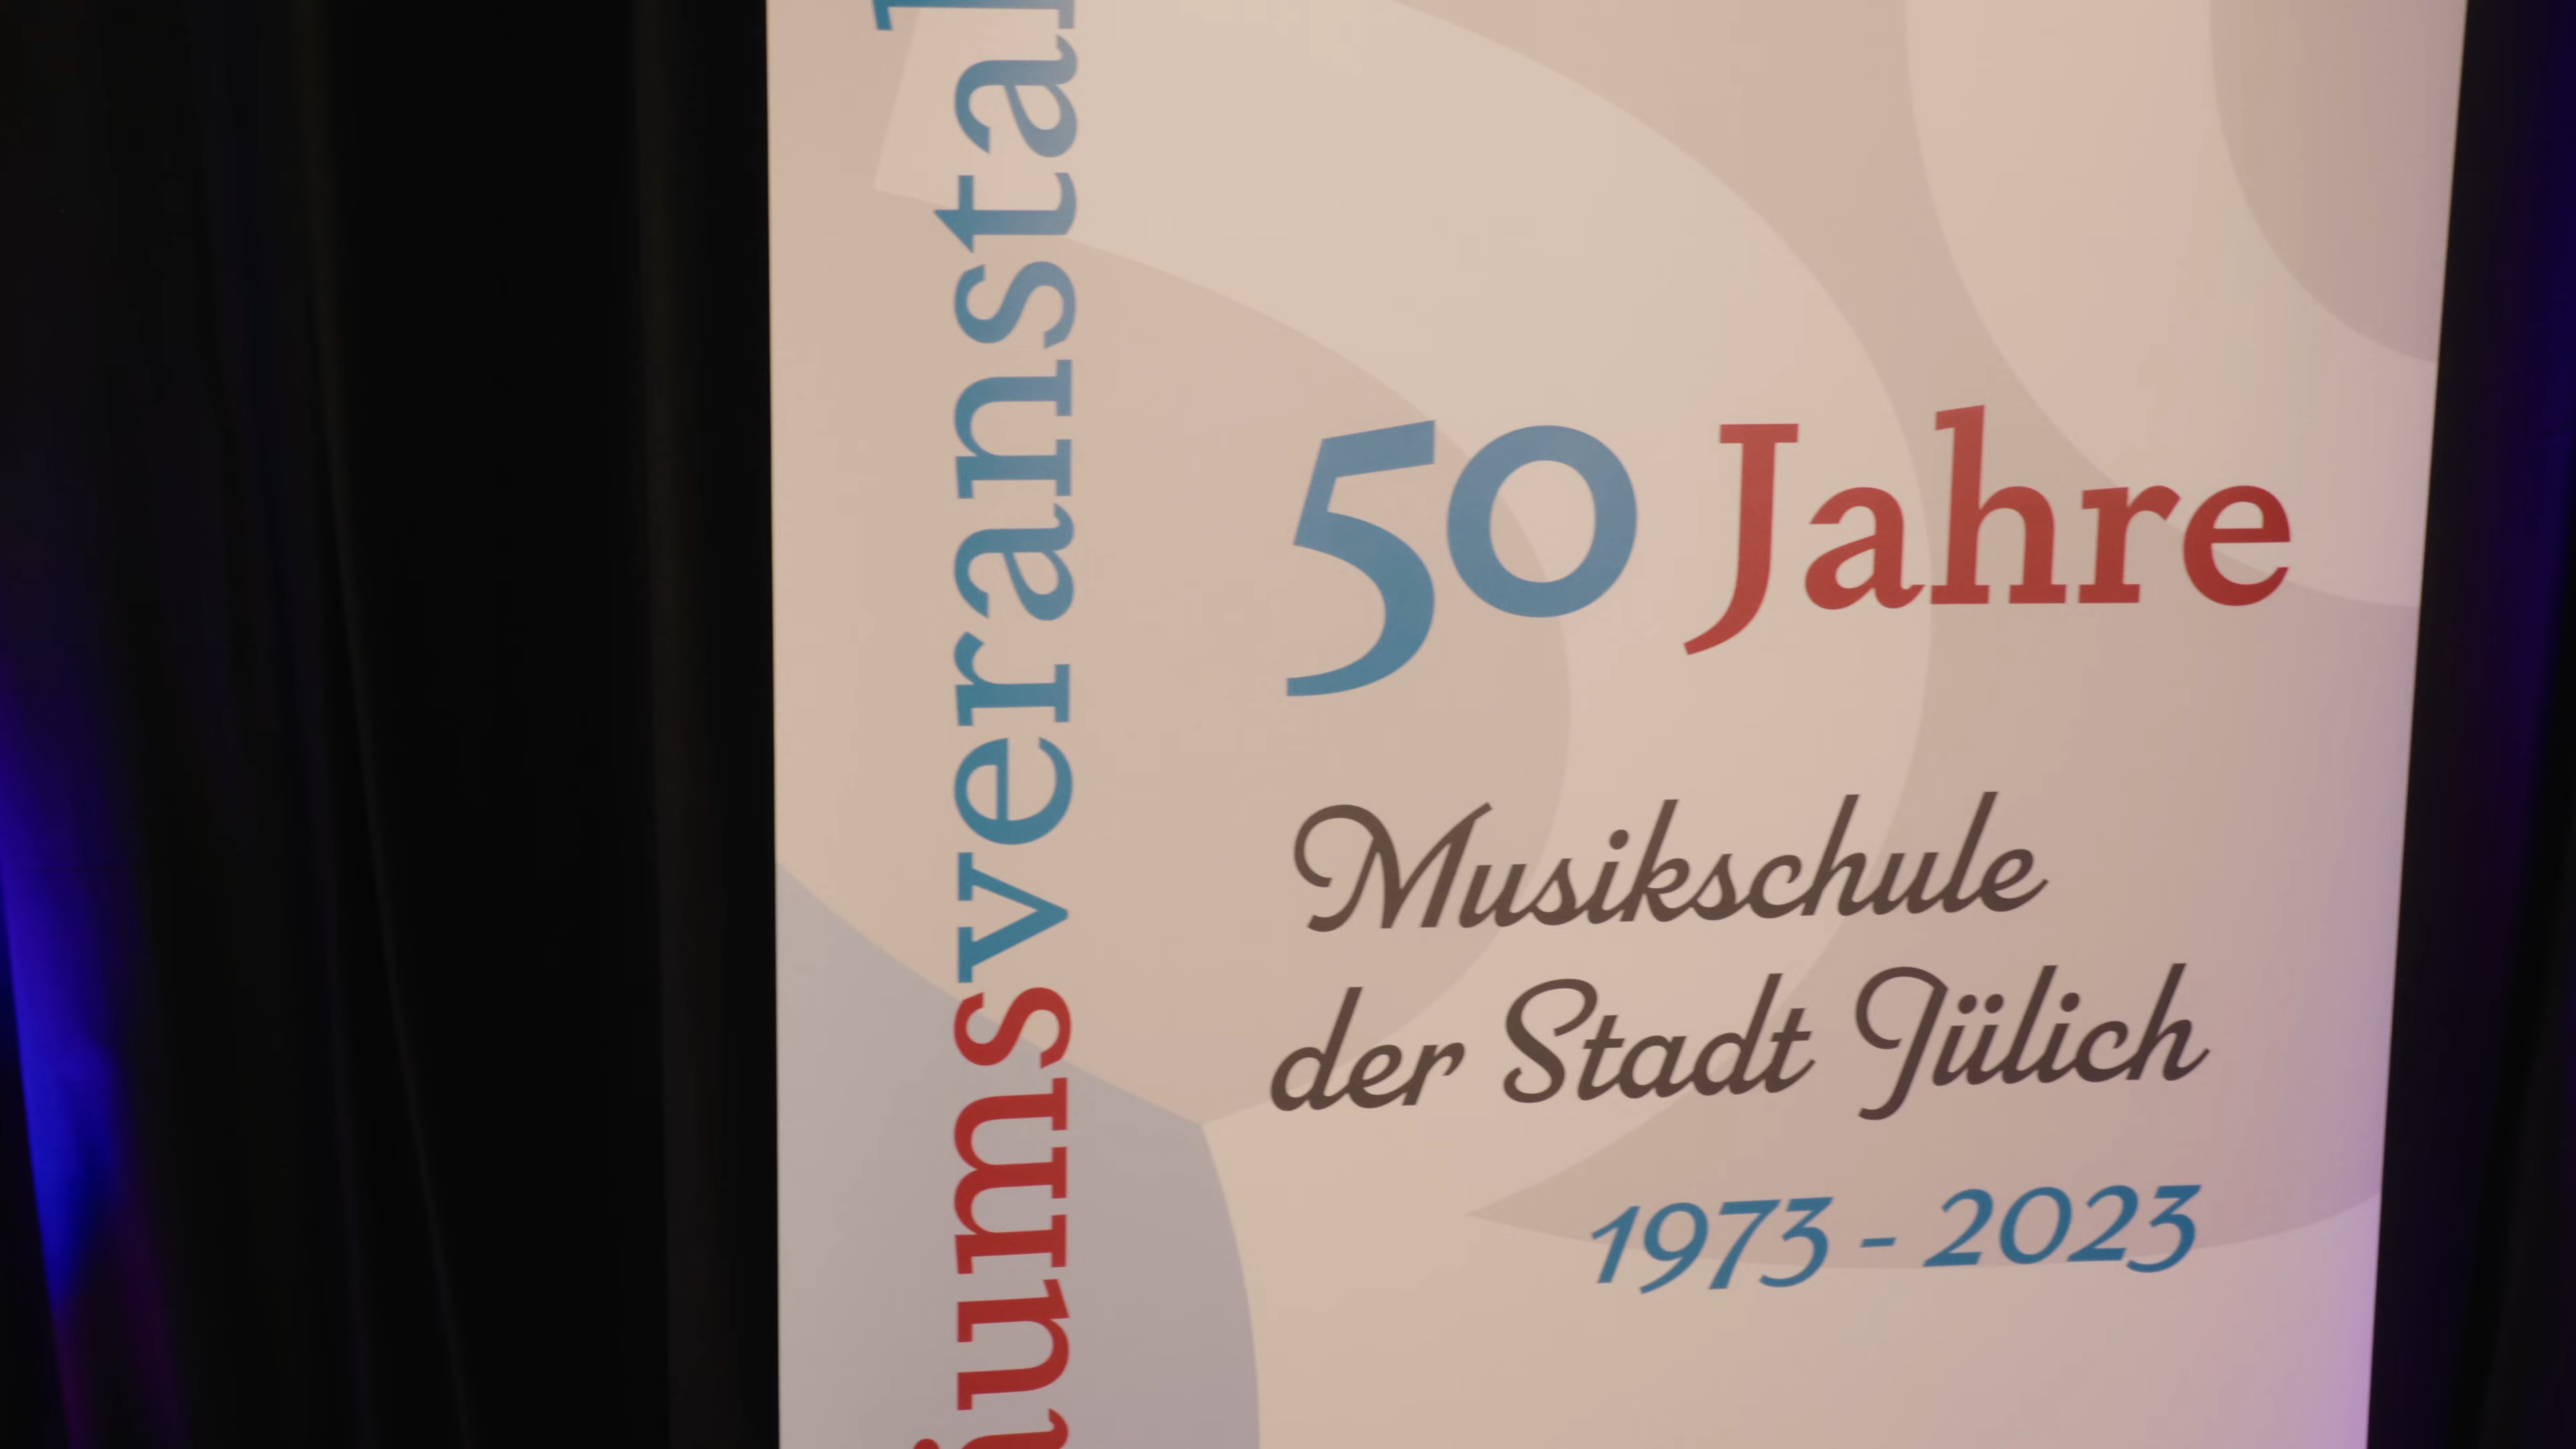 umsveranstal
50 Jahre
Musikschule
der Stadt Jülich
1973 - 2023